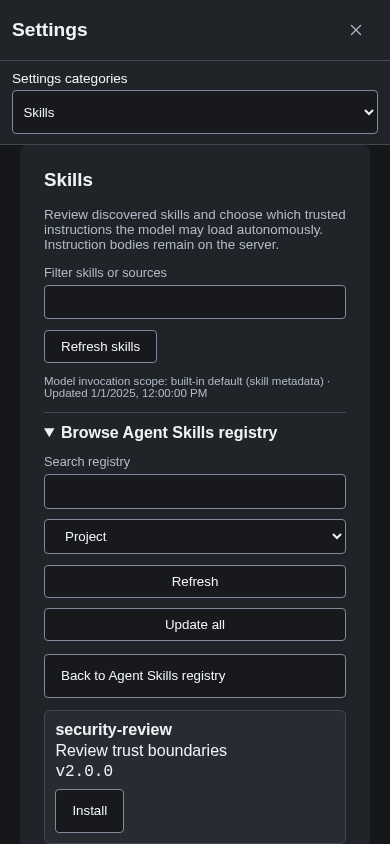 Settings
Settings categories
Skills
Skills
Review discovered skills and choose which trusted
instructions the model may load autonomously.
Instruction bodies remain on the server.
Filter skills or sources
Refresh skills
Model invocation scope: built-in default (skill metadata) ·
Updated 1/1/2025, 12:00:00 PM
Browse Agent Skills registry
Search registry
Project
Refresh
Update all
Back to Agent Skills registry
security-review
Review trust boundaries
v2.0.0
Install